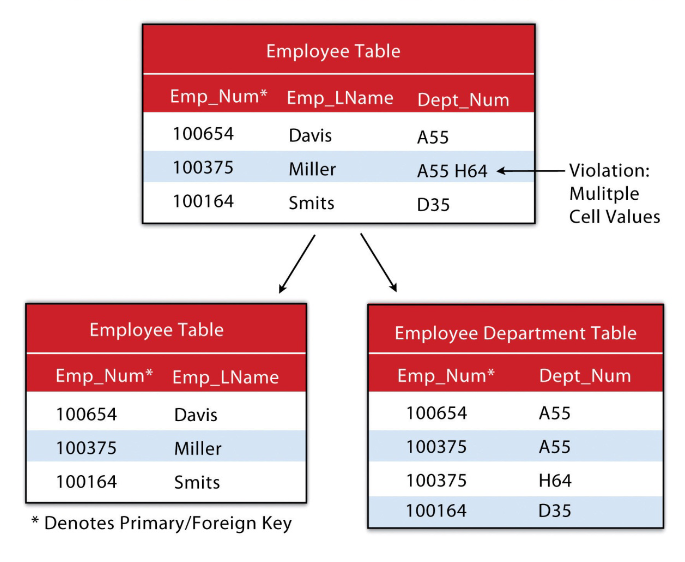 Employee Table
Emp_Num* Emp_LName Dept_Num
100654 Davis A55
100375 Miller A55 H64
100164 Smits D35
Violation:
Mulitple
Cell Values
Employee Table
Emp_Num* Emp_LName
100654 Davis
100375 Miller
100164 Smits
* Denotes Primary/Foreign Key
Employee Department Table
Emp_Num* Dept_Num
100654 A55
100375 A55
100375 H64
100164 D35